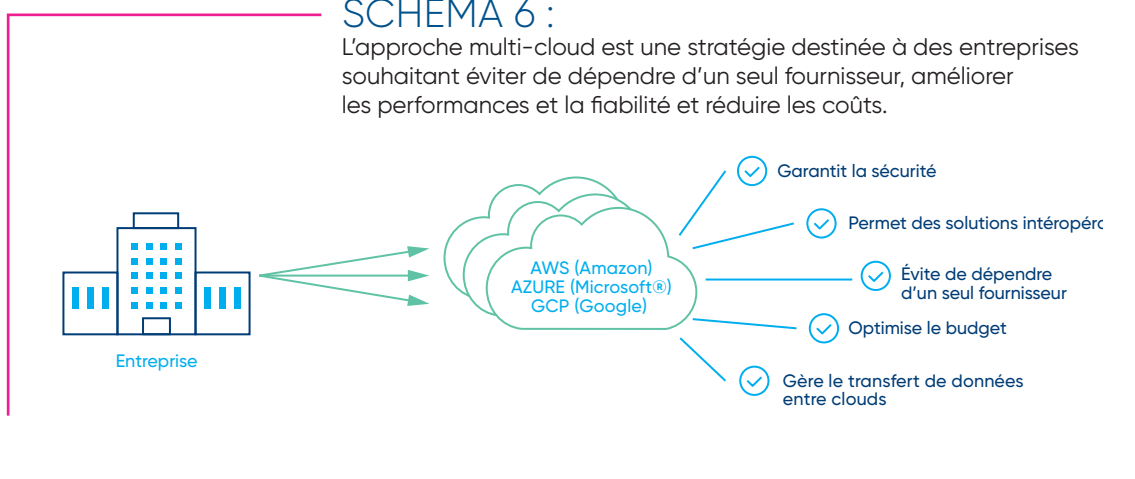 SCHÉMA 6 :
L’approche multi-cloud est une stratégie destinée à des entreprises
souhaitant éviter de dépendre d’un seul fournisseur, améliorer
les performances et la fiabilité et réduire les coûts.
Garantit la sécurité
Permet des solutions
Évite de dépendre
d’un seul fournisseur
Optimise le budget
Gère le transfert de données
entre clouds
AWS (Amazon)
AZURE (Microsoft®)
GCP (Google)
Entreprise